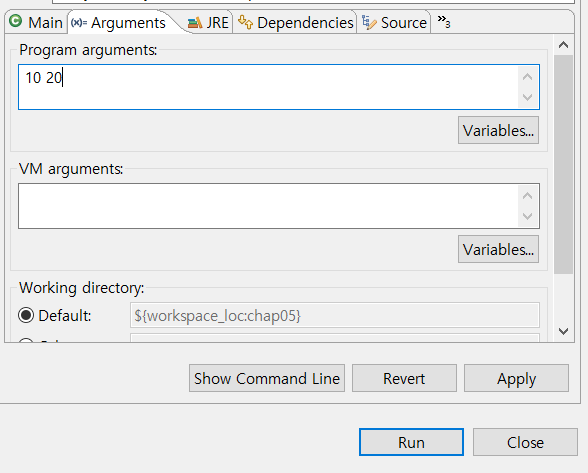 Main (x)= Arguments JRE Dependencies Source »3
Program arguments:
10 20
Variables...
VM arguments:
Variables...
Working directory:
Default: ${workspace_loc:chap05}
Show Command Line Revert Apply
Run Close